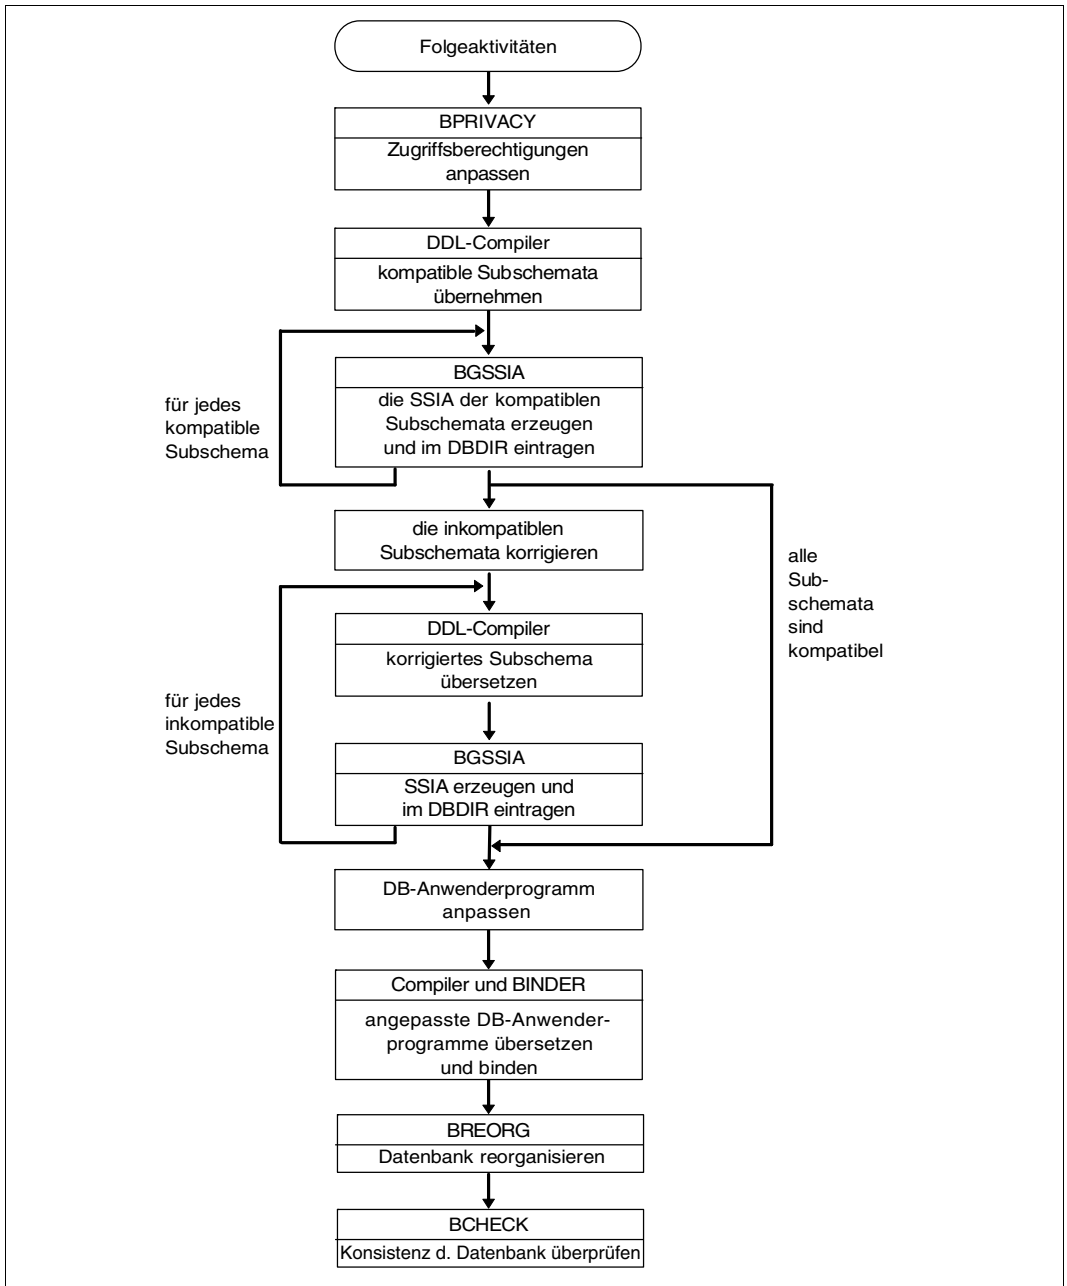 Folgeaktivitäten
BPRIVACY
Zugriffsberechtigungen
anpassen
DDL-Compiler
kompatible Subschemata
übernehmen
BGSSIA
die SSIA der kompatiblen
Subschemata erzeugen
und im DBDIR eintragen
für jedes
kompatible
Subschema
die inkompatiblen
Subschemata korrigieren
alle
Sub-
schemata
sind
kompatibel
DDL-Compiler
korrigiertes Subschema
übersetzen
für jedes
inkompatible
Subschema
BGSSIA
SSIA erzeugen und
im DBDIR eintragen
DB-Anwenderprogramm
anpassen
Compiler und BINDER
angepasste DB-Anwender-
programme übersetzen
und binden
BREORG
Datenbank reorganisieren
BCHECK
Konsistenz d. Datenbank überprüfen